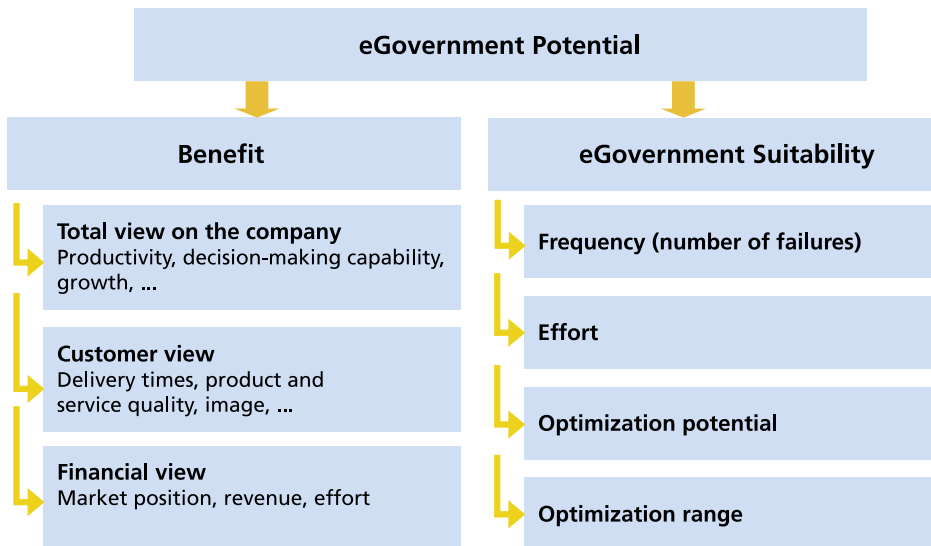 eGovernment Potential
Benefit
Total view on the company
Productivity, decision-making capability,
growth, ...
Customer view
Delivery times, product and
service quality, image, ...
Financial view
Market position, revenue, effort
eGovernment Suitability
Frequency (number of failures)
Effort
Optimization potential
Optimization range